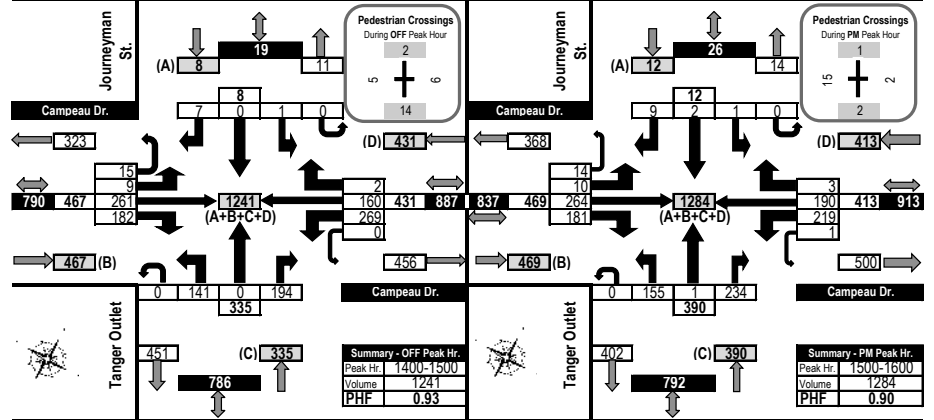 Journeyman St.
19
(A) 8
11
Pedestrian Crossings
During OFF Peak Hour
2
5
6
14
Campeau Dr.
8
7 0 1 0
323
(D) 431
15
9
790 467 261
182
1241
(A+B+C+D)
2
160 431 887
269
0
467 (B)
456
0 141 0 194
335
Campeau Dr.
Tanger Outlet
451
(C) 335
786
Summary - OFF Peak Hr.
Peak Hr. 1400-1500
Volume 1241
PHF 0.93
Journeyman St.
26
(A) 12
14
Pedestrian Crossings
During PM Peak Hour
1
15
2
2
Campeau Dr.
12
9 2 1 0
368
(D) 413
14
10
837 469 264
181
1284
(A+B+C+D)
3
190 413 913
219
1
469 (B)
500
0 155 1 234
390
Campeau Dr.
Tanger Outlet
402
(C) 390
792
Summary - PM Peak Hr.
Peak Hr. 1500-1600
Volume 1284
PHF 0.90